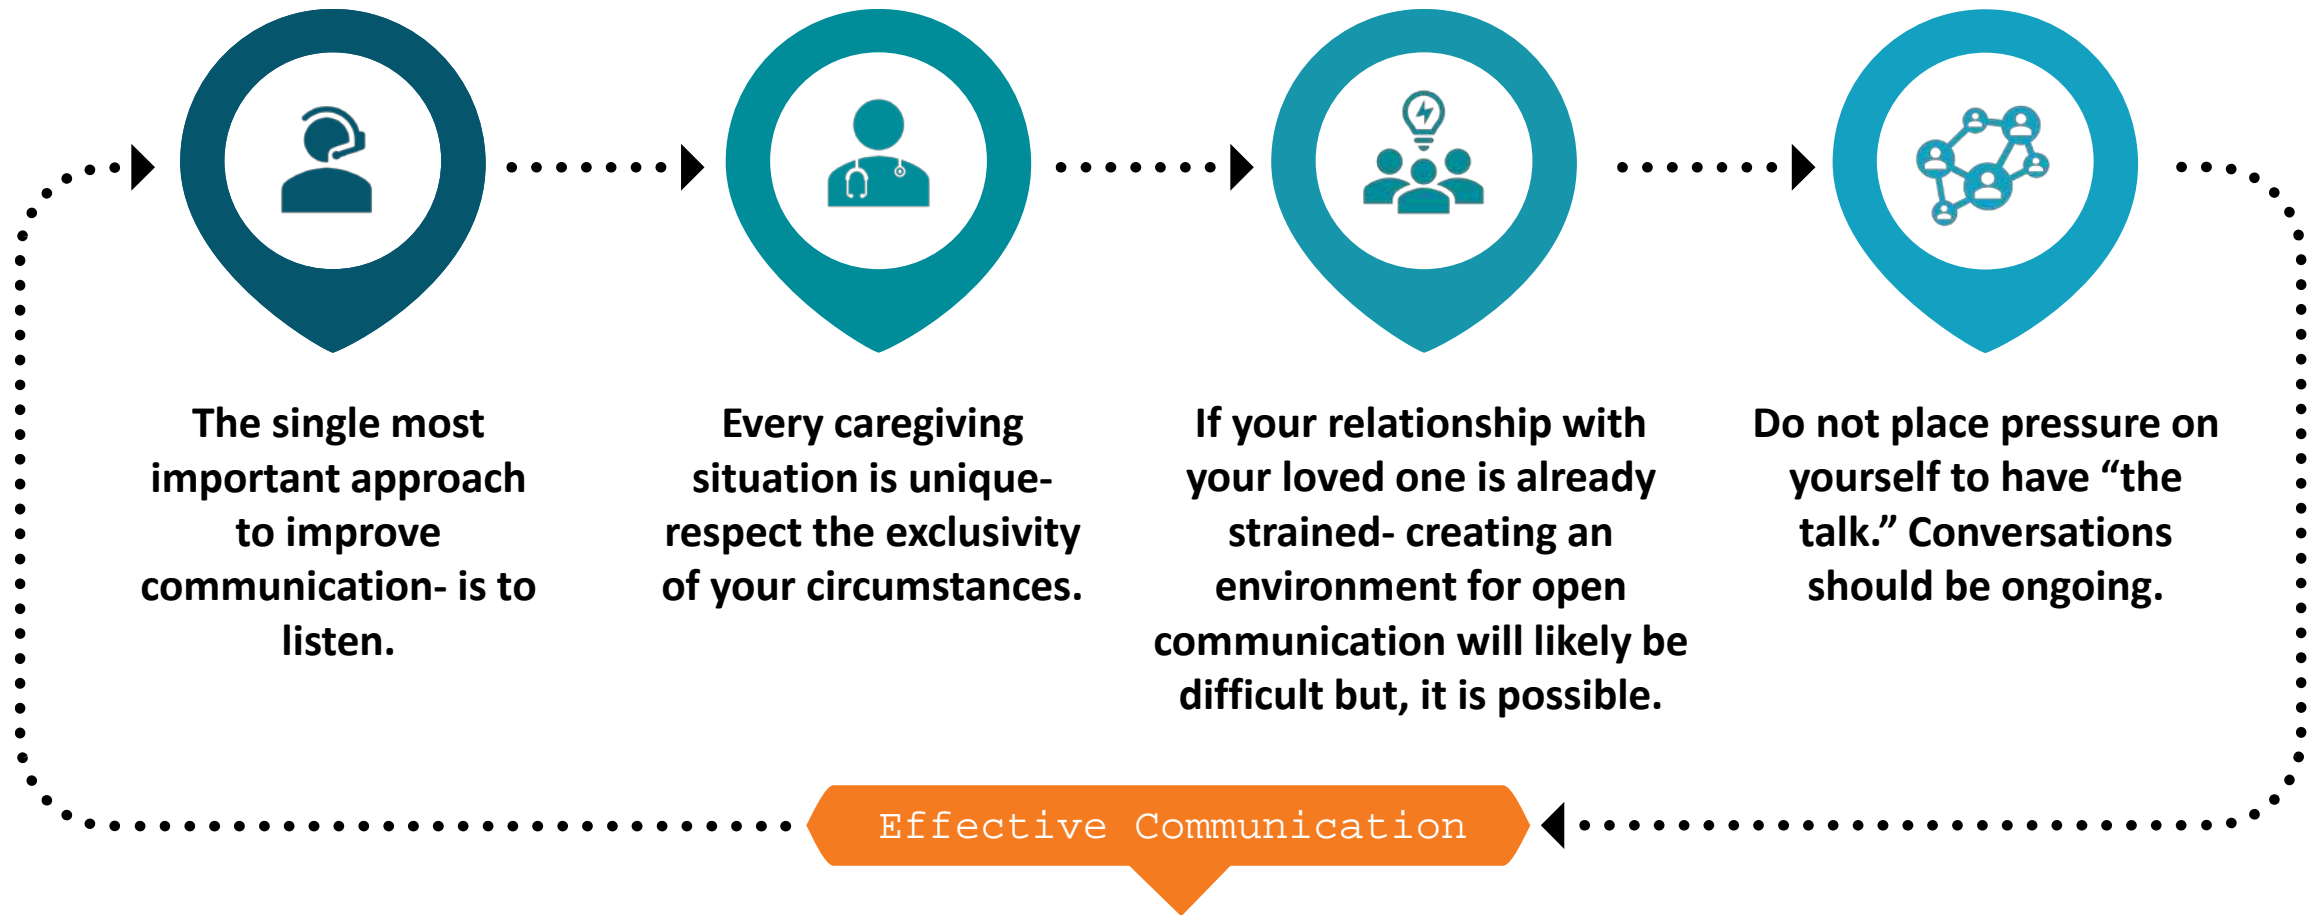 The single most
important approach
to improve
communication- is to
listen.
Every caregiving
situation is unique-
respect the exclusivity
of your circumstances.
If your relationship with
your loved one is already
strained- creating an
environment for open
communication will likely be
difficult but, it is possible.
Do not place pressure on
yourself to have “the
talk.” Conversations
should be ongoing.
Effective Communication